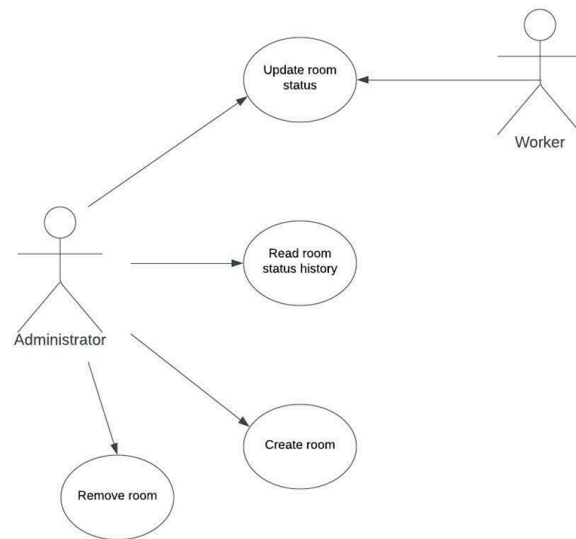 Update room
status
Worker
Read room
status history
Administrator
Create room
Remove room